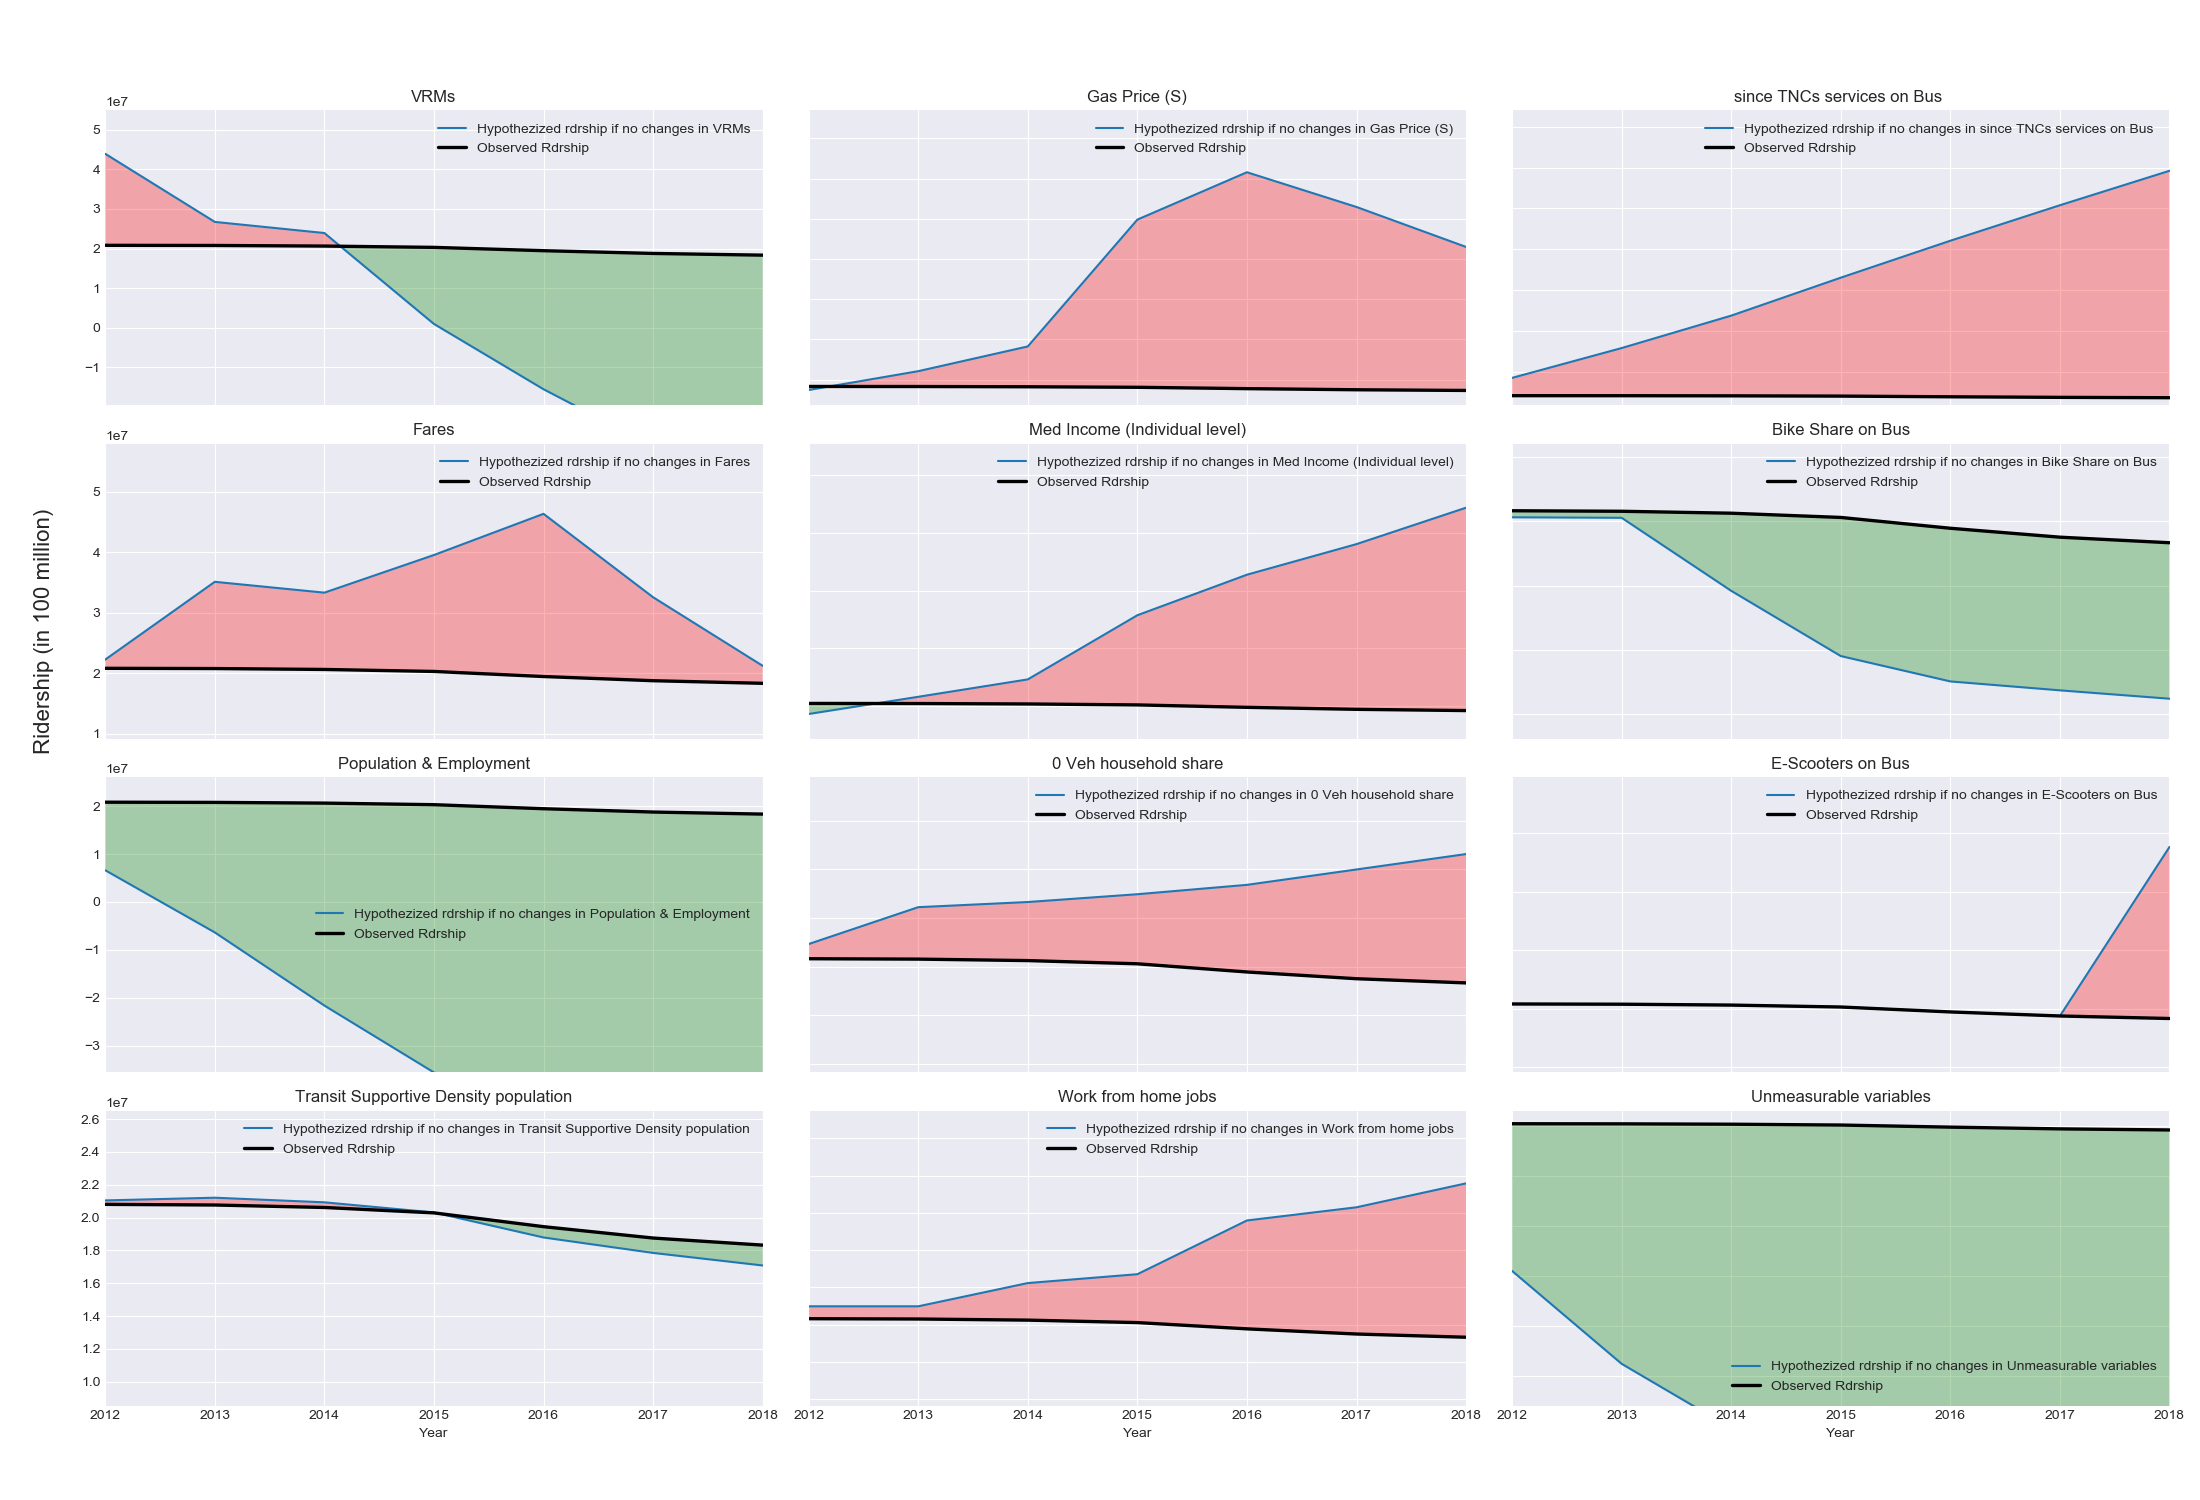 VRMs
1e7
5
4
3
2
1
0
−1
Hypothezized rdrship if no changes in VRMs
Observed Rdrship
Gas Price (S)
Hypothezized rdrship if no changes in Gas Price (S)
Observed Rdrship
since TNCs services on Bus
Hypothezized rdrship if no changes in since TNCs services on Bus
Observed Rdrship
Ridership (in 100 million)
Fares
1e7
5
4
3
2
1
Hypothezized rdrship if no changes in Fares
Observed Rdrship
Med Income (Individual level)
Hypothezized rdrship if no changes in Med Income (Individual level)
Observed Rdrship
Bike Share on Bus
Hypothezized rdrship if no changes in Bike Share on Bus
Observed Rdrship
Population & Employment
1e7
2
1
0
−1
−2
−3
Hypothezized rdrship if no changes in Population & Employment
Observed Rdrship
0 Veh household share
Hypothezized rdrship if no changes in 0 Veh household share
Observed Rdrship
E-Scooters on Bus
Hypothezized rdrship if no changes in E-Scooters on Bus
Observed Rdrship
Transit Supportive Density population
1e7
2.6
2.4
2.2
2.0
1.8
1.6
1.4
1.2
1.0
Hypothezized rdrship if no changes in Transit Supportive Density population
Observed Rdrship
2012 2013 2014 2015 2016 2017 2018
Year
Work from home jobs
Hypothezized rdrship if no changes in Work from home jobs
Observed Rdrship
2012 2013 2014 2015 2016 2017 2018
Year
Unmeasurable variables
Hypothezized rdrship if no changes in Unmeasurable variables
Observed Rdrship
2012 2013 2014 2015 2016 2017 2018
Year